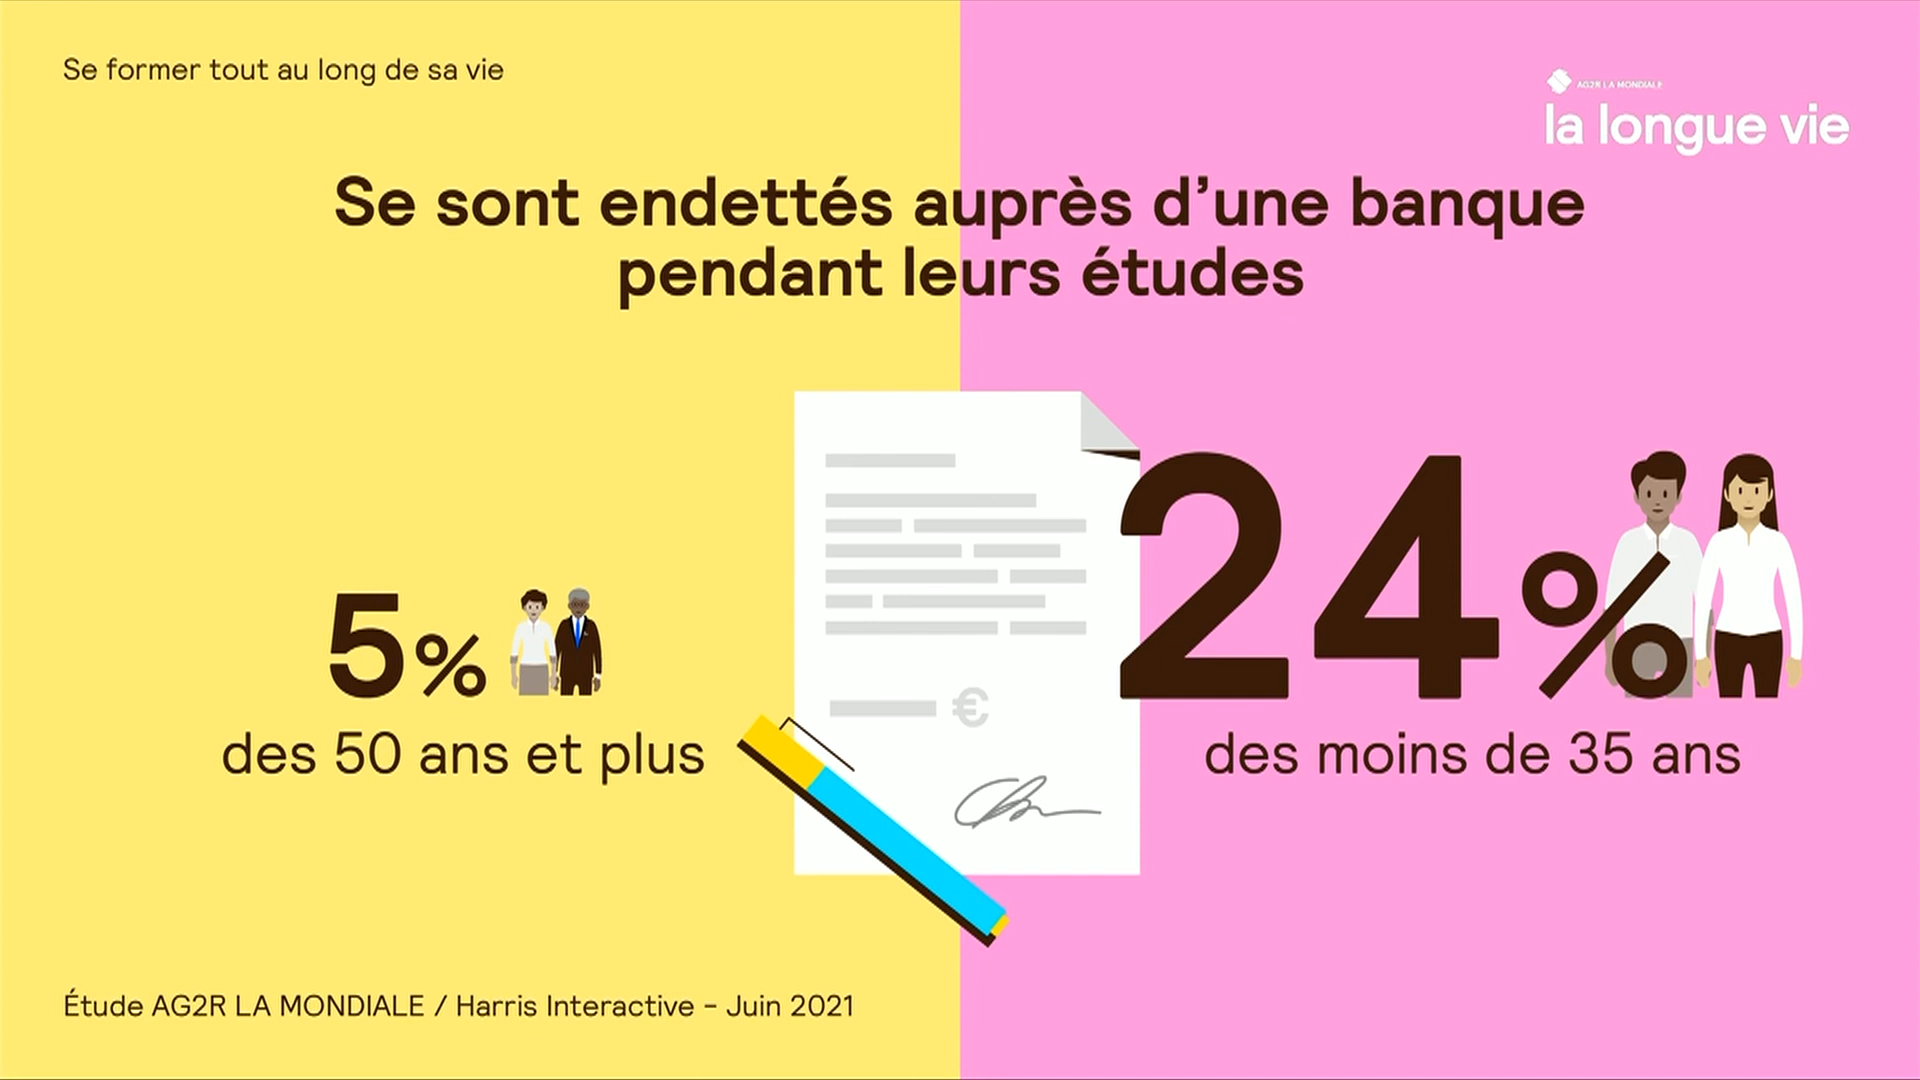 Se former tout au long de sa vie
AG2R LA MONDIALE
la longue vie
Se sont endettés auprès d’une banque
pendant leurs études
€
5%
des 50 ans et plus
24%
des moins de 35 ans
Étude AG2R LA MONDIALE / Harris Interactive – Juin 2021